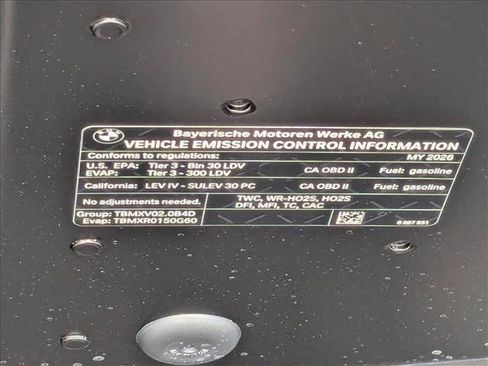 BMW
Bayerische Motoren Werke AG
VEHICLE EMISSION CONTROL INFORMATION
Conforms to regulations: MY 2026
U.S. EPA: Tier 3 - Bin 30 LDV CA OBD II Fuel: gasoline
EVAP: Tier 3 - 300 LDV
California: LEV IV - SULEV 30 PC CA OBD II Fuel: gasoline
No adjustments needed. TWC, WR-HO2S, HO2S
DFI, MFI, TC, CAC
Group: TBMXV02.0B4D
Evap: TBMXR0150G60